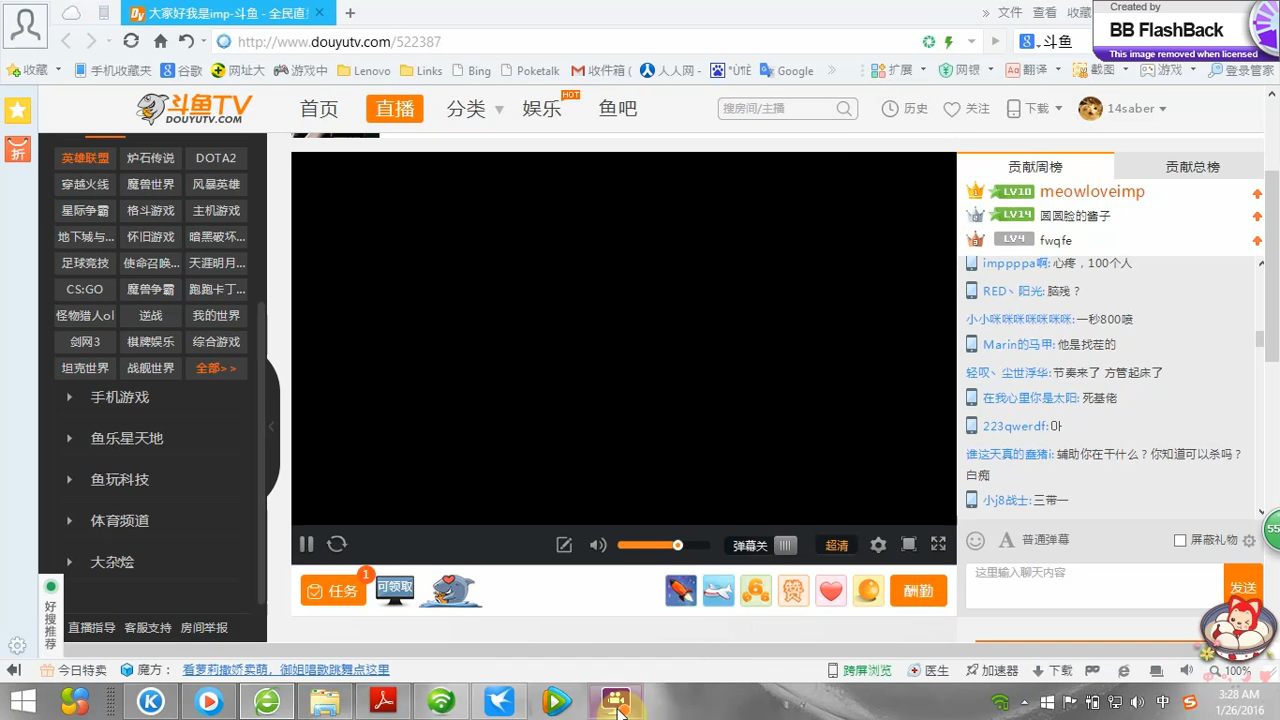 大家好我是imp-斗鱼 - 全民直
» 文件 查看 收藏
Created by
BB FlashBack
This image removed when licensed
http://www.douyutv.com/522387
斗鱼
收藏 手机收藏夹 谷歌 网址大 游戏中 Lenovo 收件箱 ( 人人网- Google
扩展 网银 翻译 截图 游戏 登录管家
斗鱼TV
DOUYUTV.COM
首页 直播 分类 娱乐 HOT 鱼吧
搜房间/主播
历史 关注 下载 14saber
折
英雄联盟 炉石传说 DOTA2
穿越火线 魔兽世界 风暴英雄
星际争霸 格斗游戏 主机游戏
地下城与... 怀旧游戏 暗黑破坏...
足球竞技 使命召唤... 天涯明月...
CS:GO 魔兽争霸 跑跑卡丁...
怪物猎人ol 逆战 我的世界
剑网3 棋牌娱乐 综合游戏
坦克世界 战舰世界 全部> >
手机游戏
鱼乐星天地
鱼玩科技
体育频道
大杂烩
直播指导 客服支持 房间举报
好搜推荐
弹幕关 超清
任务 1 可领取
酬勤
贡献周榜 贡献总榜
LV10 meowloveimp
LV14 圆圆脸的酱子
LV4 fwqfe
imppppa啊: 心疼，100个人
RED丶阳光: 脑残？
小小咪咪咪咪咪咪咪: 一秒800喷
Marin的马甲: 他是找茬的
轻叹丶尘世浮华: 节奏来了 方管起床了
在我心里你是太阳: 死基佬
223qwerdf: 아
谁这天真的蠢猪i: 辅助你在干什么？你知道可以杀吗？
白痴
小j8战士: 三带一
普通弹幕 屏蔽礼物
这里输入聊天内容
发送
55
今日特卖 魔方： 看萝莉撒娇卖萌，御姐唱歌跳舞点这里
跨屏浏览 医生 加速器 下载 100%
中
3:28 AM
1/26/2016